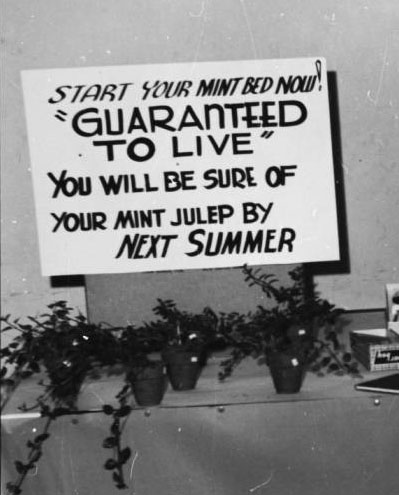 START YOUR MINT BED NOW!
"GUARANTEED
TO LIVE"
YOU WILL BE SURE OF
YOUR MINT JULEP BY
NEXT SUMMER